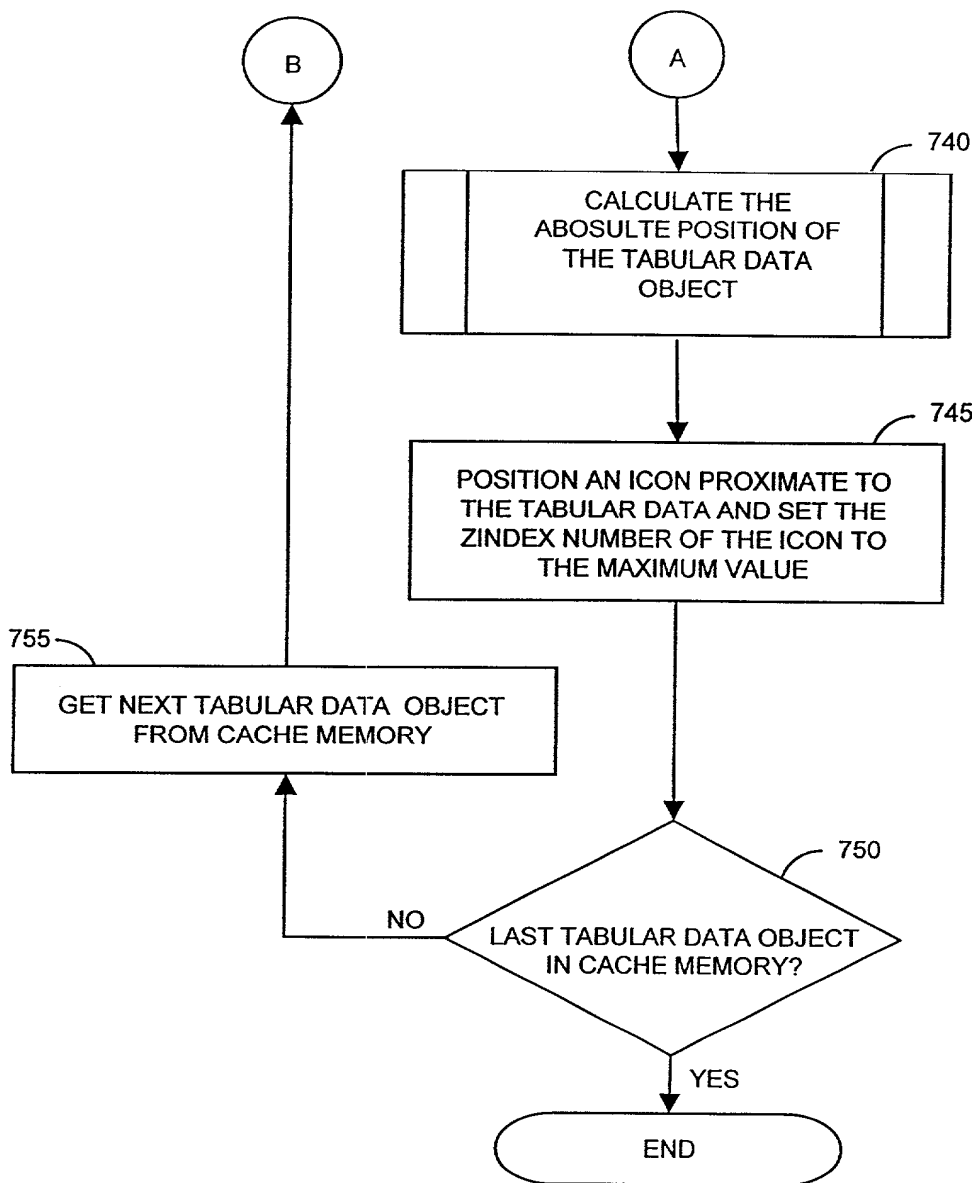 B
A
740
CALCULATE THE
ABOSULTE POSITION OF
THE TABULAR DATA
OBJECT
745
POSITION AN ICON PROXIMATE TO
THE TABULAR DATA AND SET THE
ZINDEX NUMBER OF THE ICON TO
THE MAXIMUM VALUE
755
GET NEXT TABULAR DATA OBJECT
FROM CACHE MEMORY
750
NO
LAST TABULAR DATA OBJECT
IN CACHE MEMORY?
YES
END